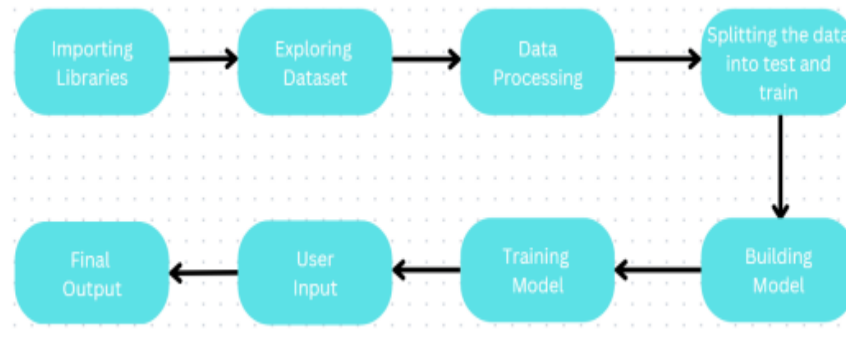 Importing
Libraries
Exploring
Dataset
Data
Processing
Splitting the data
into test and
train
Building
Model
Training
Model
User
Input
Final
Output